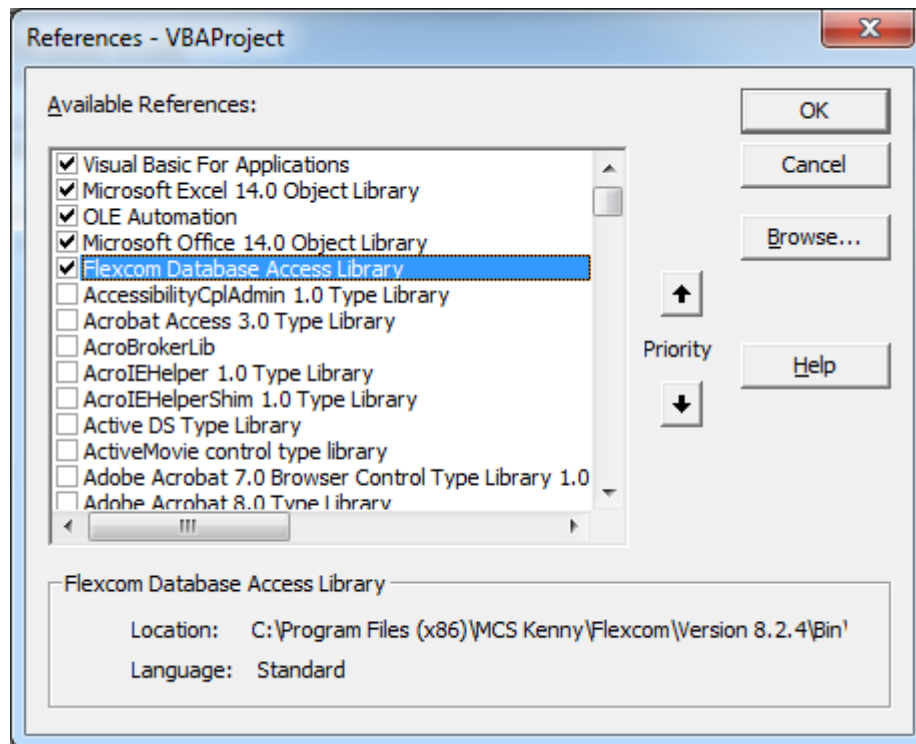 References - VBAProject
Available References:
Visual Basic For Applications
Microsoft Excel 14.0 Object Library
OLE Automation
Microsoft Office 14.0 Object Library
Flexcom Database Access Library
AccessibilityCplAdmin 1.0 Type Library
Acrobat Access 3.0 Type Library
AcroBrokerLib
AcroIEHelper 1.0 Type Library
AcroIEHelperShim 1.0 Type Library
Active DS Type Library
ActiveMovie control type library
Adobe Acrobat 7.0 Browser Control Type Library 1.0
Adobe Acrobat 8.0 Type Library
OK
Cancel
Browse...
Priority
Help
Flexcom Database Access Library
Location: C:\Program Files (x86)\MCS Kenny\Flexcom\Version 8.2.4\Bin\
Language: Standard